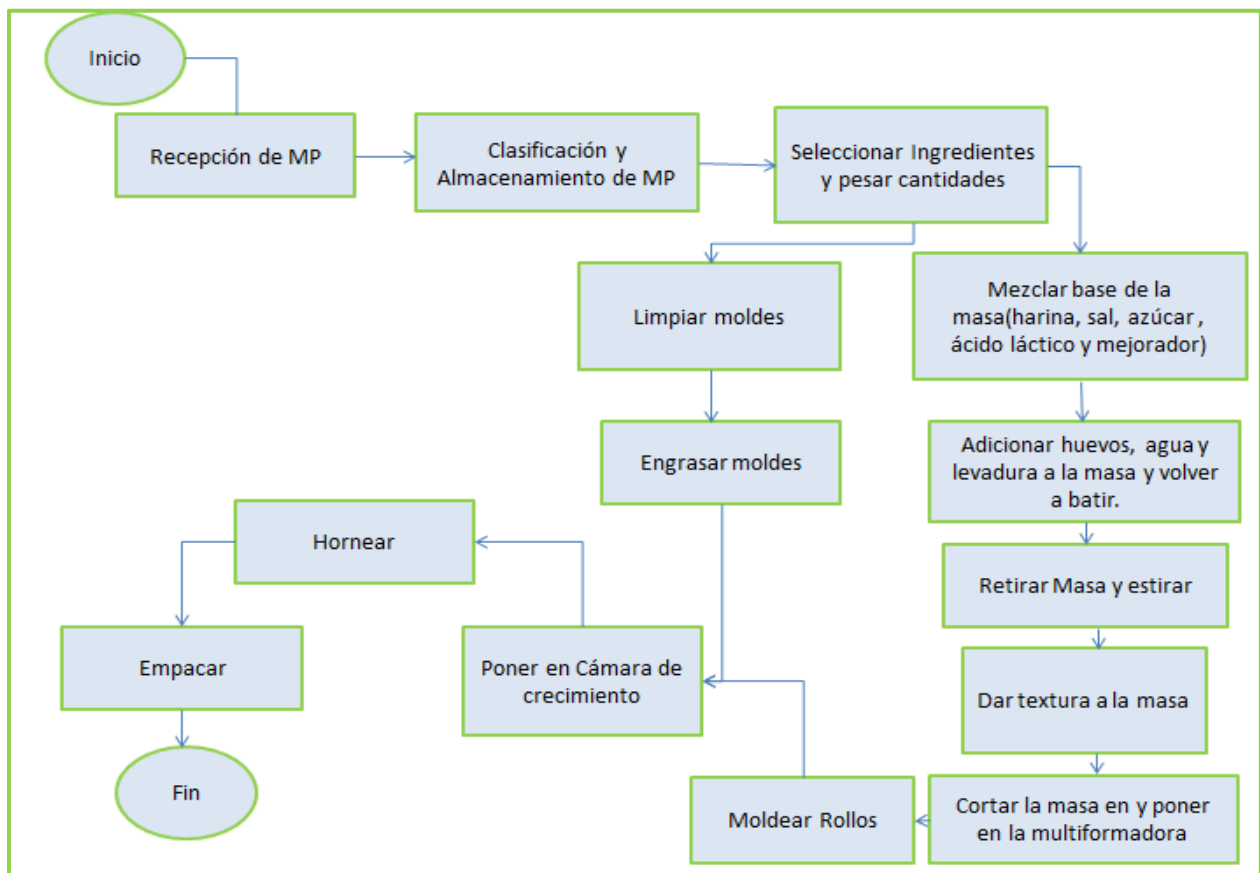 Inicio
Recepción de MP
Clasificación y
Almacenamiento de MP
Seleccionar Ingredientes
y pesar cantidades
Limpiar moldes
Engrasar moldes
Mezclar base de la
masa(harina, sal, azúcar ,
ácido láctico y mejorador)
Adicionar huevos, agua y
levadura a la masa y volver
a batir.
Retirar Masa y estirar
Dar textura a la masa
Cortar la masa en y poner
en la multiformadora
Moldear Rollos
Poner en Cámara de
crecimiento
Hornear
Empacar
Fin